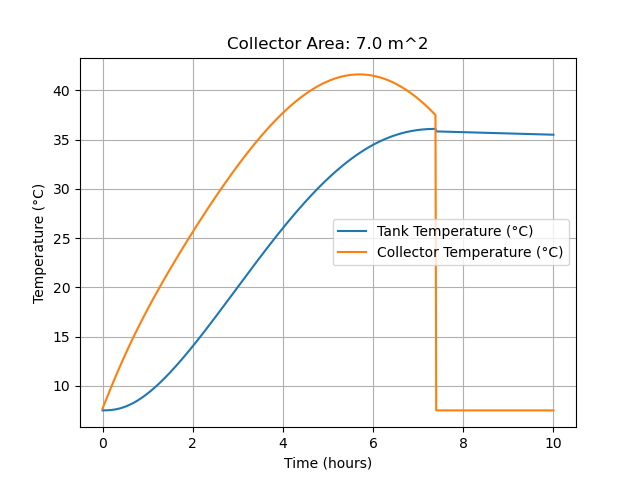 Collector Area: 7.0 m^2
Temperature (°C)
40
35
30
25
20
15
10
Tank Temperature (°C)
Collector Temperature (°C)
0 2 4 6 8 10
Time (hours)